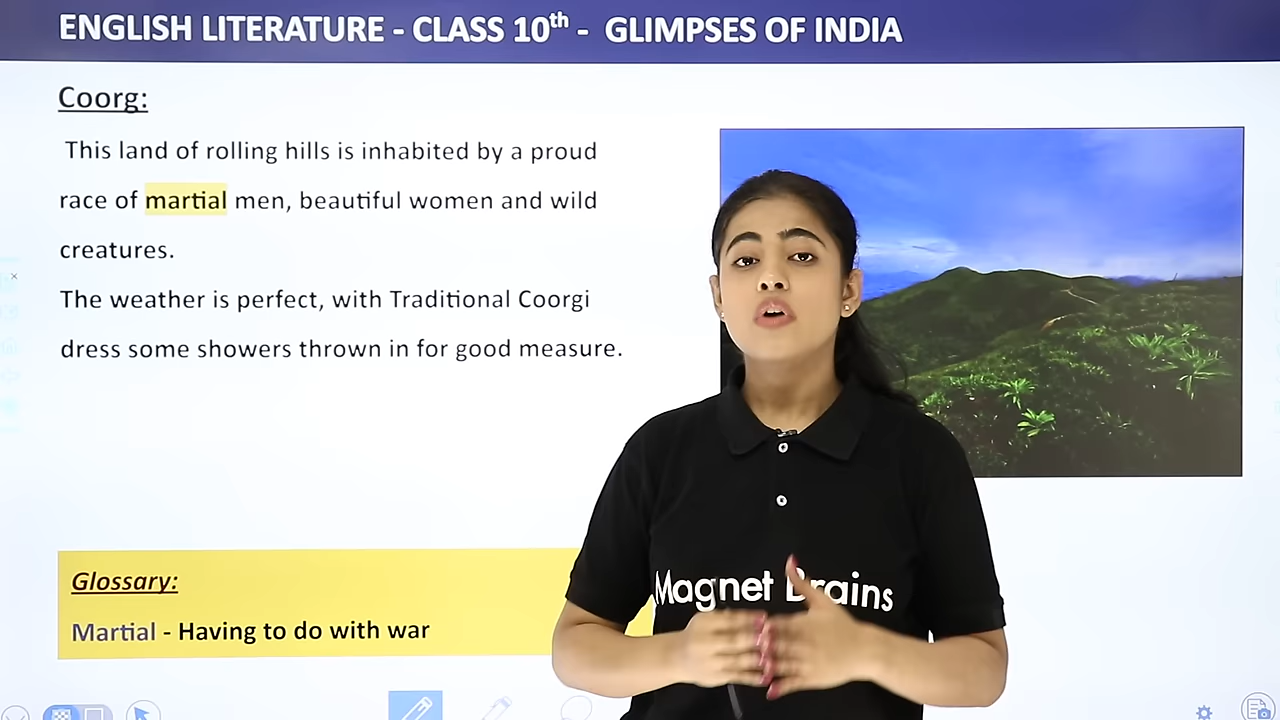 ENGLISH LITERATURE - CLASS 10th - GLIMPSES OF INDIA
Coorg:
This land of rolling hills is inhabited by a proud
race of martial men, beautiful women and wild
creatures.
The weather is perfect, with Traditional Coorgi
dress some showers thrown in for good measure.
Glossary:
Martial - Having to do with war
Magnet Brains